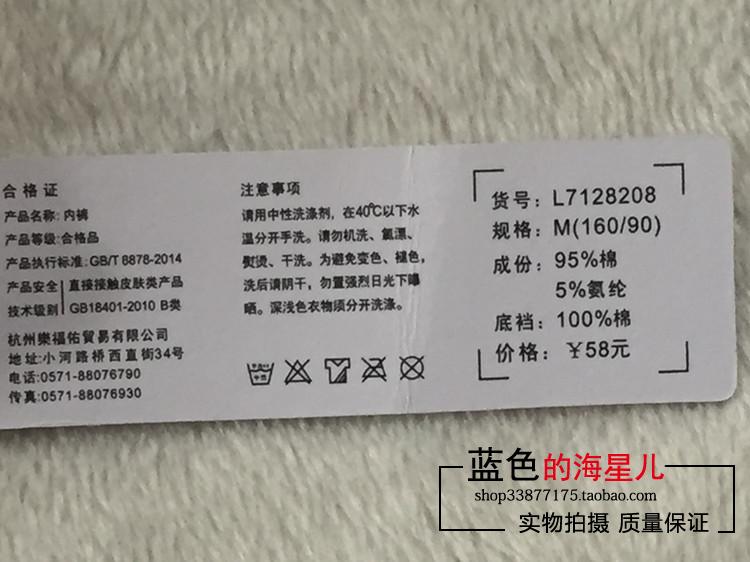 合格证
产品名称: 内裤
产品等级:合格品
产品执行标准:GB/T 8878-2014
产品安全 直接接触皮肤类产品
技术级别 GB18401-2010 B类
杭州樂福佑貿易有限公司
地址:小河路桥西直街34号
电话:0571-88076790
传真:0571-88076930
注意事项
请用中性洗涤剂，在40℃以下水
温分开手洗。请勿机洗、氯漂、
熨烫、干洗。为避免变色、褪色，
洗后请阴干，勿置强烈日光下曝
晒。深浅色衣物须分开洗涤。
货号: L7128208
规格: M(160/90)
成份: 95%棉
5%氨纶
底裆: 100%棉
价格: ￥58元
蓝色的海星儿
shop33877175.taobao.com
实物拍摄 质量保证